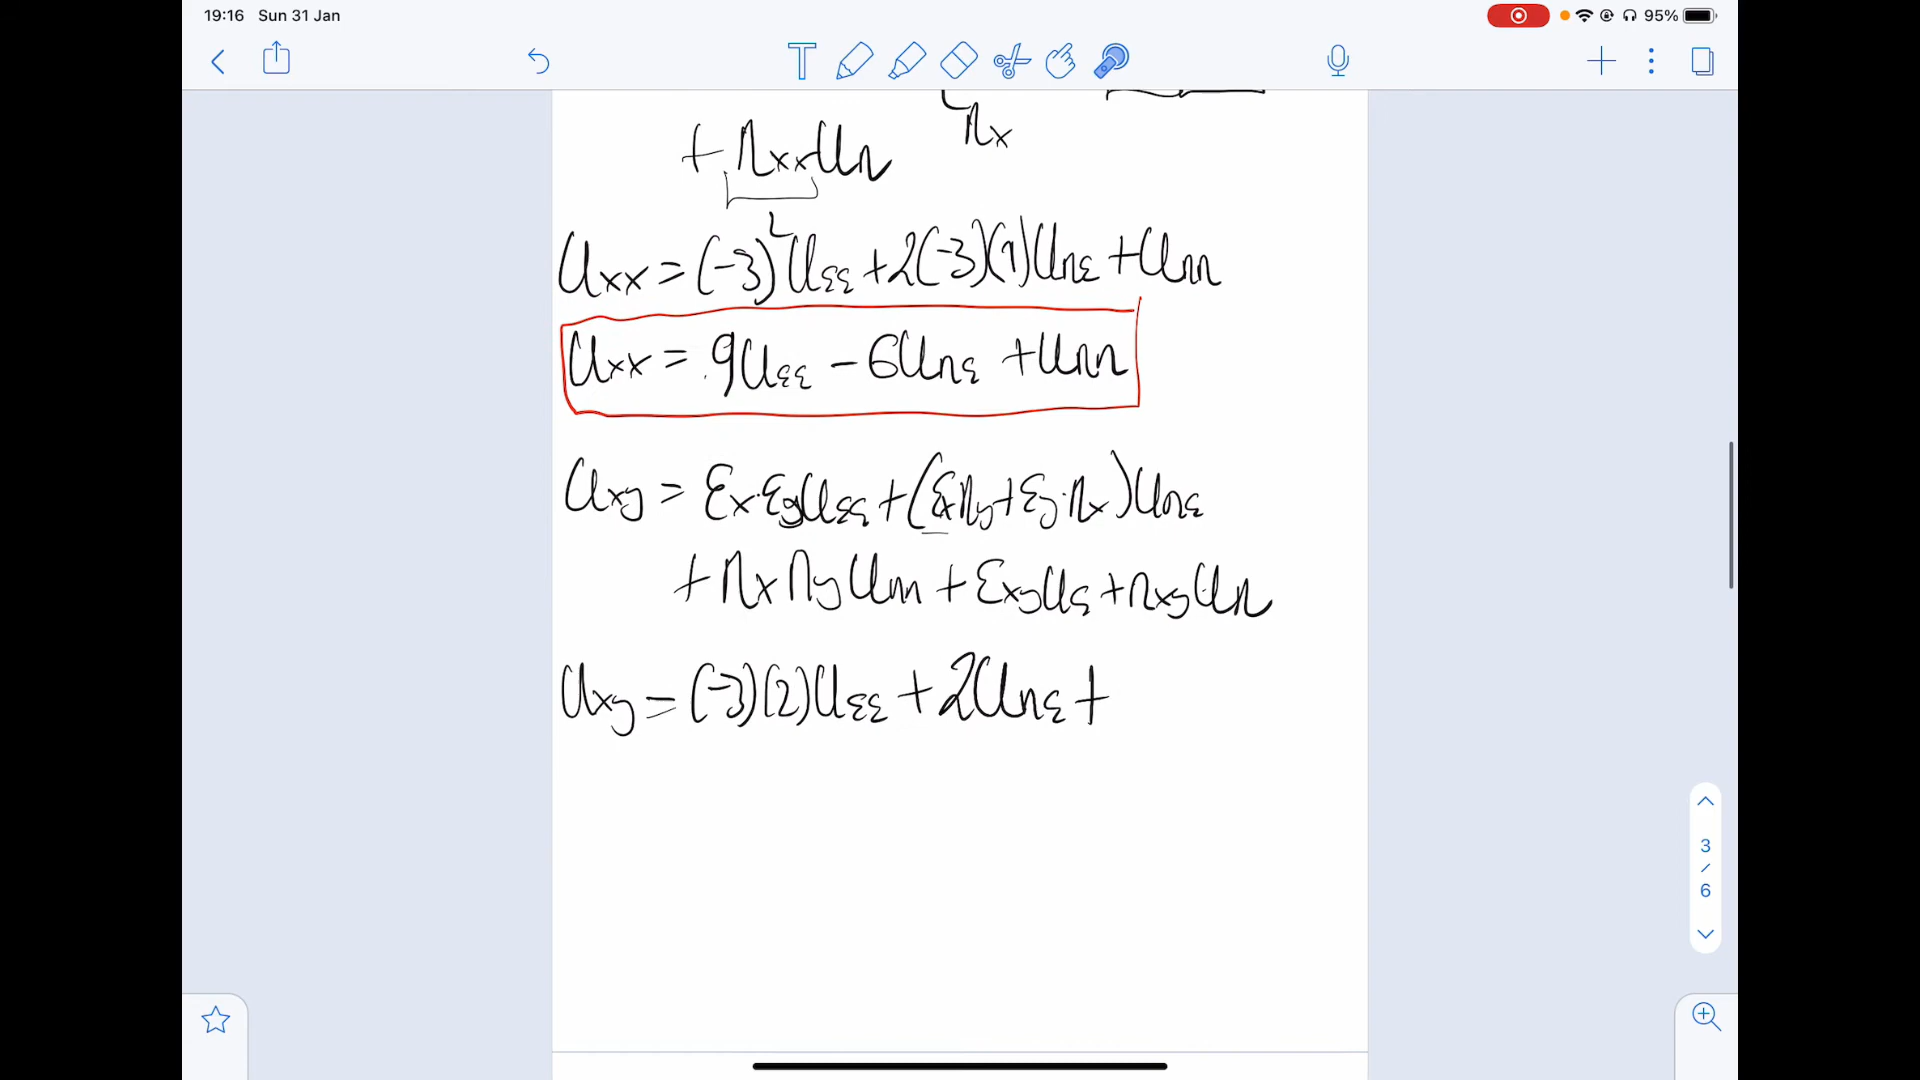 19:16 Sun 31 Jan 95%
T
ηx
+ ηxx Uη
Uxx = (-3)² Uξξ + 2(-3)(1) Uηξ + Uηη
Uxx = 9Uξξ - 6Uηξ + Uηη
Uxy = ξx·ξy Uξξ + (ξxηy + ξy·ηx) Uηξ
+ ηx ηy Uηη + ξxy Uξ + ηxy Uη
Uxy = (-3)(2) Uξξ + 2Uηξ +
3
/
6